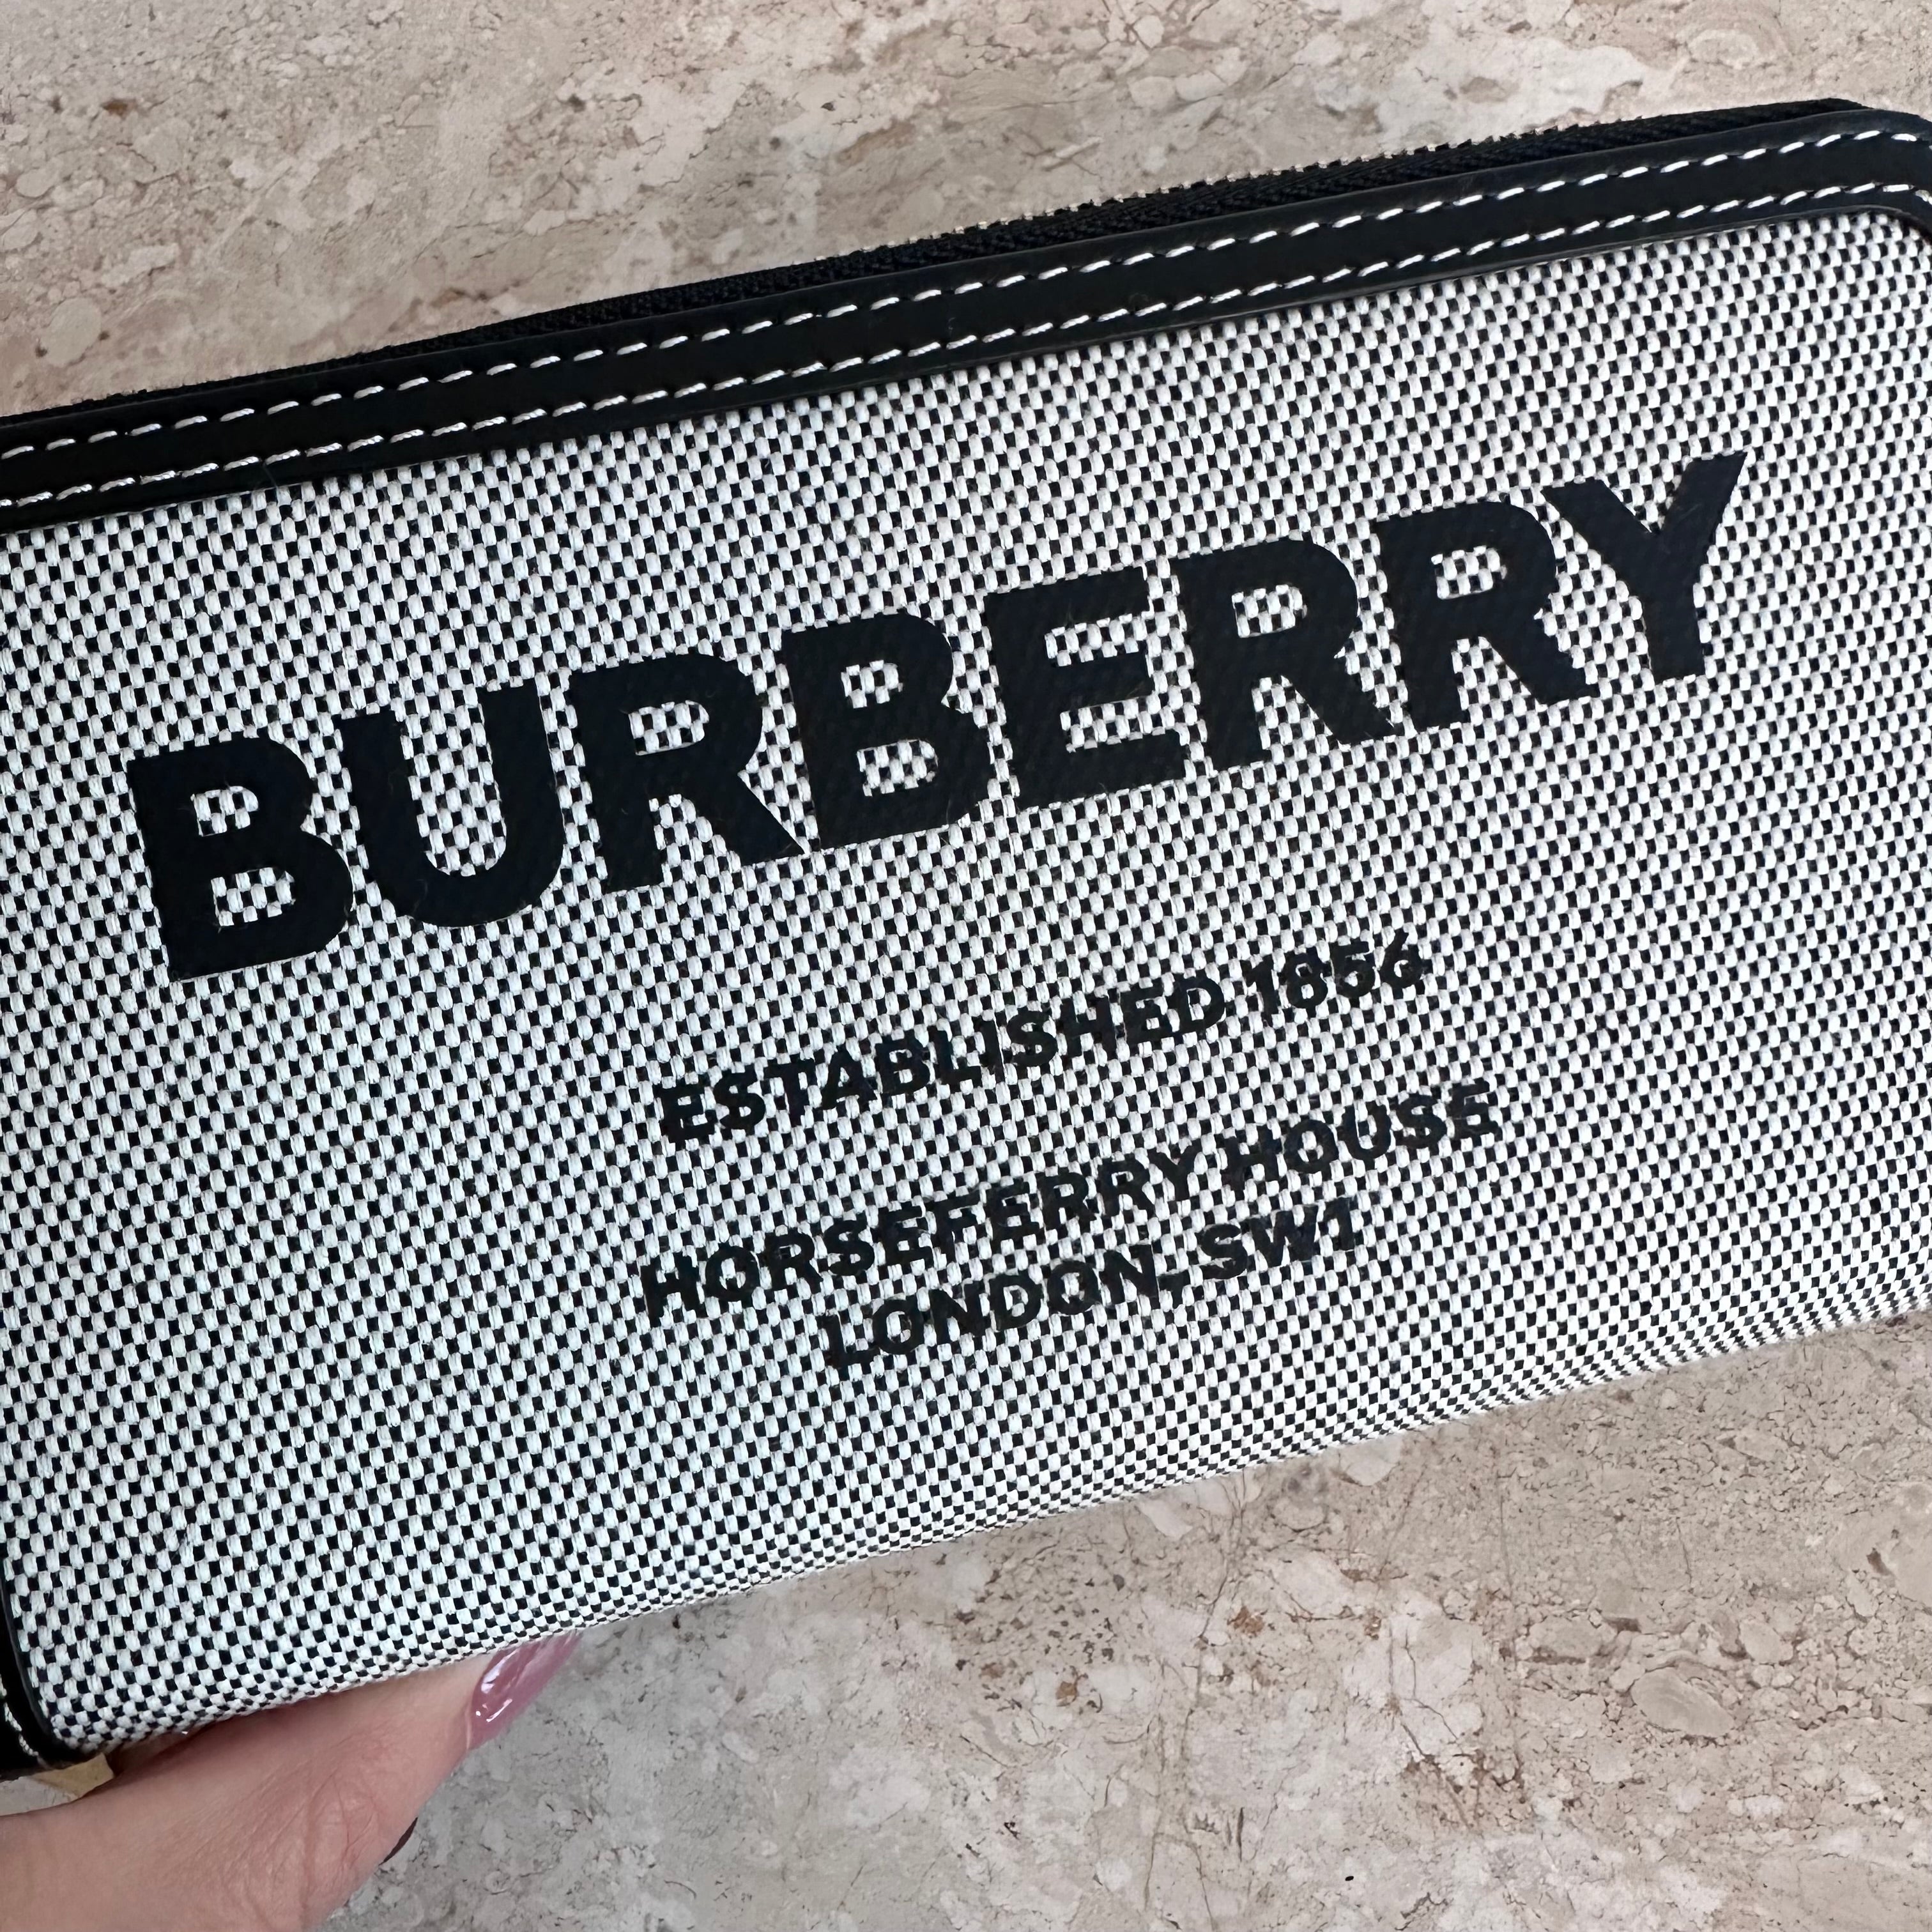 BURBERRY
ESTABLISHED 1856
HORSEFERRY HOUSE
LONDON, SW1